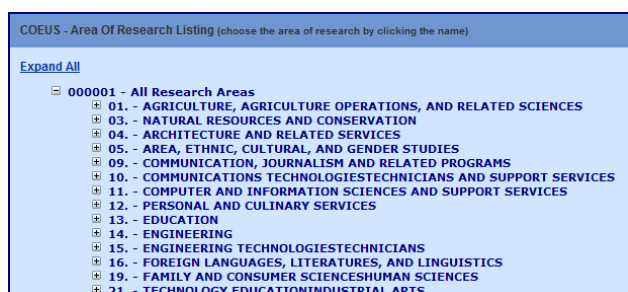 COEUS - Area Of Research Listing (choose the area of research by clicking the name)
Expand All
000001 - All Research Areas
01. - AGRICULTURE, AGRICULTURE OPERATIONS, AND RELATED SCIENCES
03. - NATURAL RESOURCES AND CONSERVATION
04. - ARCHITECTURE AND RELATED SERVICES
05. - AREA, ETHNIC, CULTURAL, AND GENDER STUDIES
09. - COMMUNICATION, JOURNALISM AND RELATED PROGRAMS
10. - COMMUNICATIONS TECHNOLOGIESTECHNICIANS AND SUPPORT SERVICES
11. - COMPUTER AND INFORMATION SCIENCES AND SUPPORT SERVICES
12. - PERSONAL AND CULINARY SERVICES
13. - EDUCATION
14. - ENGINEERING
15. - ENGINEERING TECHNOLOGIESTECHNICIANS
16. - FOREIGN LANGUAGES, LITERATURES, AND LINGUISTICS
19. - FAMILY AND CONSUMER SCIENCESHUMAN SCIENCES
21. - TECHNOLOGY EDUCATIONINDUSTRIAL ARTS